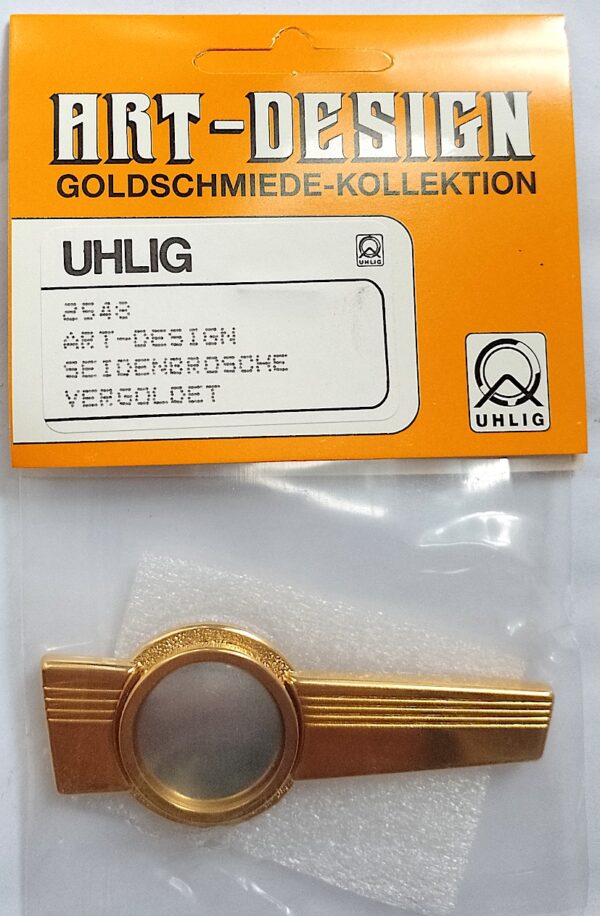 ART-DESIGN
GOLDSCHMIEDE-KOLLEKTION
UHLIG
UHLIG
2548
ART-DESIGN
SEIDENBROSCHE
VERGOLDET
UHLIG